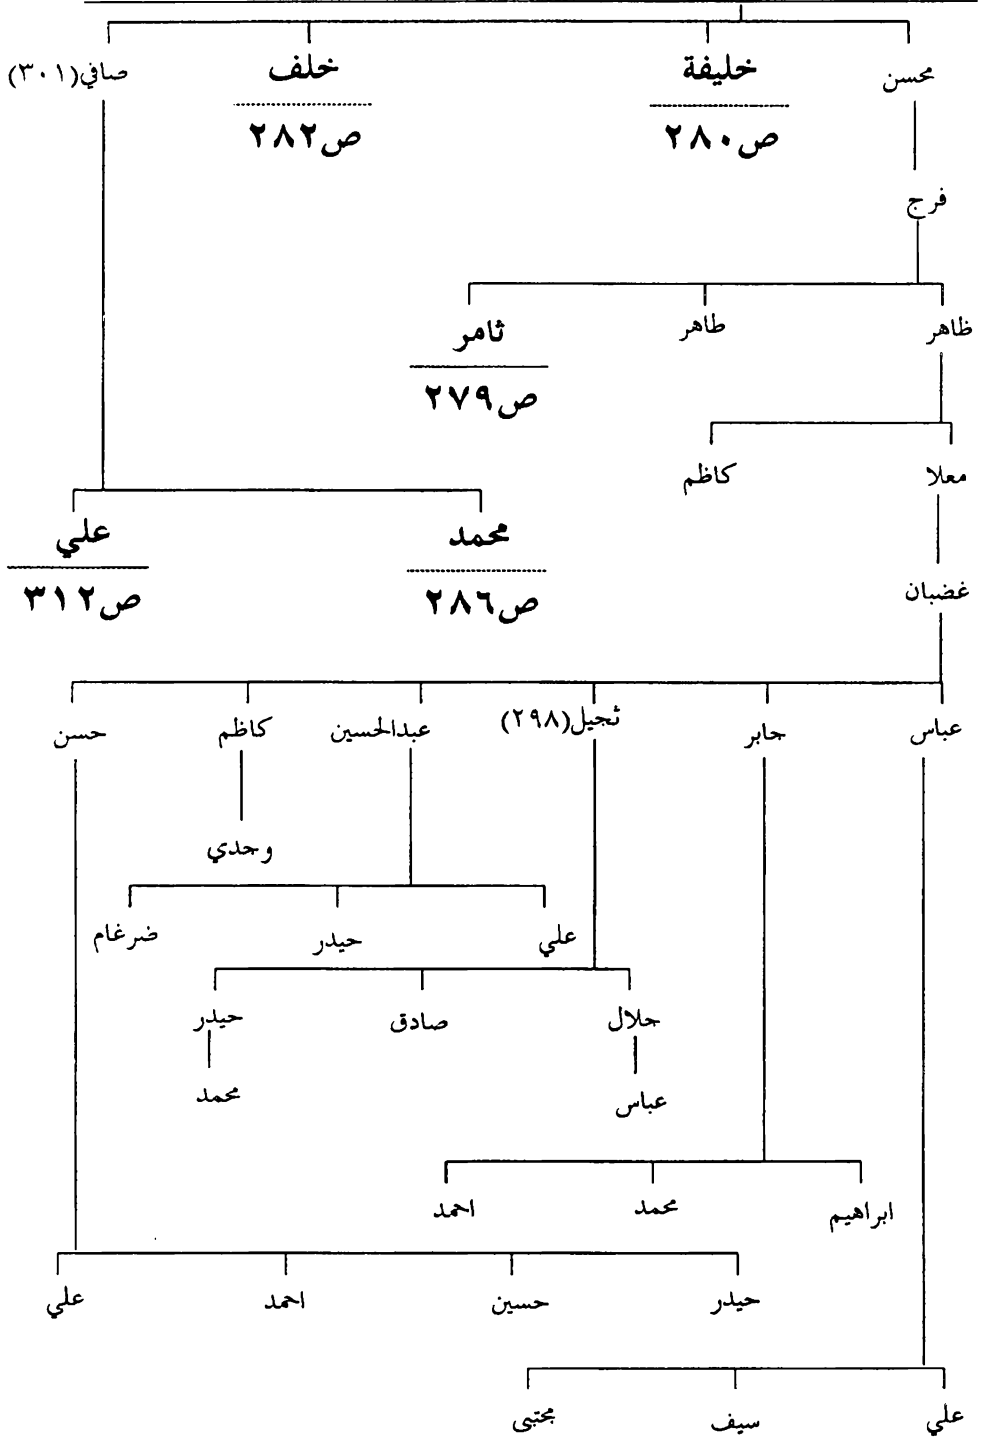 محسن خليفة خلف صافي(٣٠١)
ص٢٨٠ ص٢٨٢
فرج
ظاهر طاهر ثامر
ص٢٧٩
معلا كاظم
محمد علي
ص٢٨٦ ص٣١٢
غضبان
عباس جابر ثجيل(٢٩٨) عبدالحسين كاظم حسن
وحدي
علي حيدر ضرغام
جلال صادق حيدر
عباس محمد
ابراهيم محمد احمد
حيدر حسين احمد علي
علي سيف مجتبى